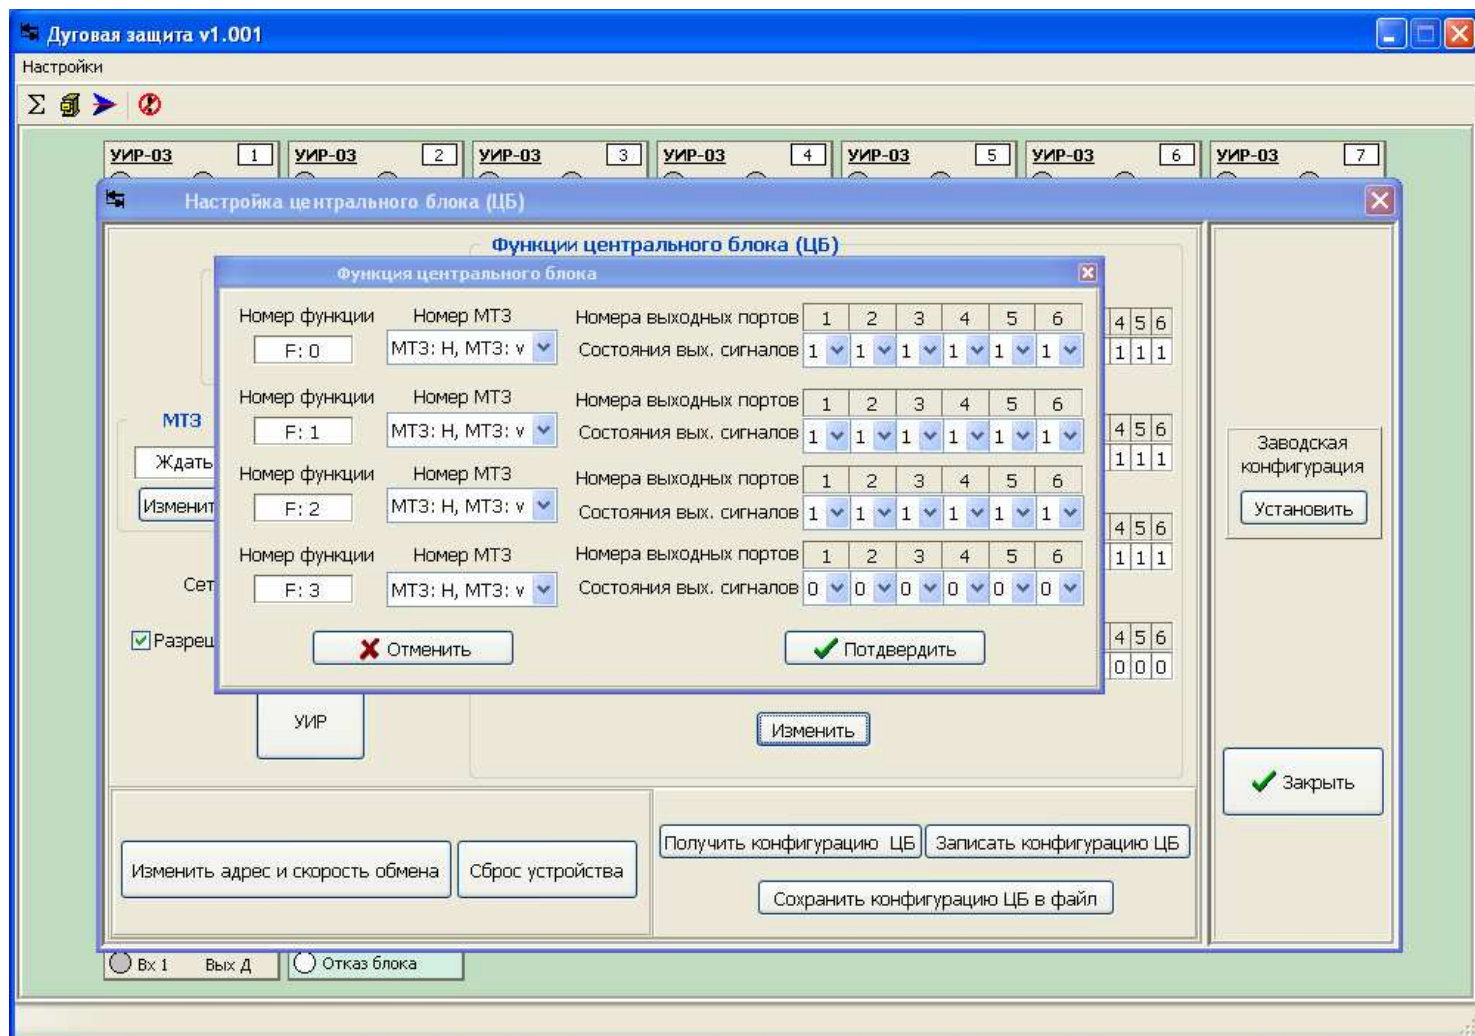 Дуговая защита v1.001
Настройки
УИР-03 1 УИР-03 2 УИР-03 3 УИР-03 4 УИР-03 5 УИР-03 6 УИР-03 7
Настройка центрального блока (ЦБ)
Функции центрального блока (ЦБ)
Функция центрального блока
Номер функции Номер МТЗ Номера выходных портов 1 2 3 4 5 6
F: 0 МТЗ: Н, МТЗ: v Состояния вых. сигналов 1 1 1 1 1 1
Номер функции Номер МТЗ Номера выходных портов 1 2 3 4 5 6
F: 1 МТЗ: Н, МТЗ: v Состояния вых. сигналов 1 1 1 1 1 1
Номер функции Номер МТЗ Номера выходных портов 1 2 3 4 5 6
F: 2 МТЗ: Н, МТЗ: v Состояния вых. сигналов 1 1 1 1 1 1
Номер функции Номер МТЗ Номера выходных портов 1 2 3 4 5 6
F: 3 МТЗ: Н, МТЗ: v Состояния вых. сигналов 0 0 0 0 0 0
Отменить Потдвердить
4 5 6
1 1 1
4 5 6
1 1 1
4 5 6
1 1 1
4 5 6
0 0 0
МТЗ
Ждать
Изменит
Сет
Разреш
УИР
Изменить
Заводская
конфигурация
Установить
Закрыть
Изменить адрес и скорость обмена Сброс устройства
Получить конфигурацию ЦБ Записать конфигурацию ЦБ
Сохранить конфигурацию ЦБ в файл
Вх 1 Вых Д Отказ блока